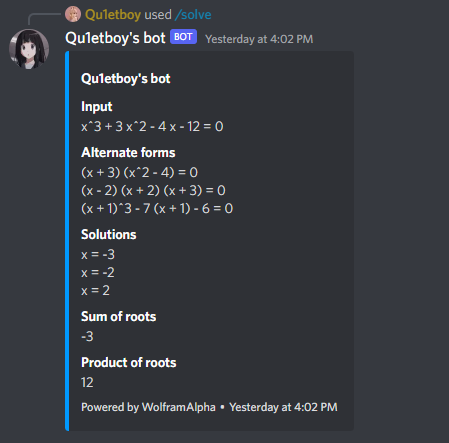 Qu1etboy used /solve
Qu1etboy's bot BOT Yesterday at 4:02 PM
Qu1etboy's bot
Input
x^3 + 3 x^2 - 4 x - 12 = 0
Alternate forms
(x + 3) (x^2 - 4) = 0
(x - 2) (x + 2) (x + 3) = 0
(x + 1)^3 - 7 (x + 1) - 6 = 0
Solutions
x = -3
x = -2
x = 2
Sum of roots
-3
Product of roots
12
Powered by WolframAlpha • Yesterday at 4:02 PM